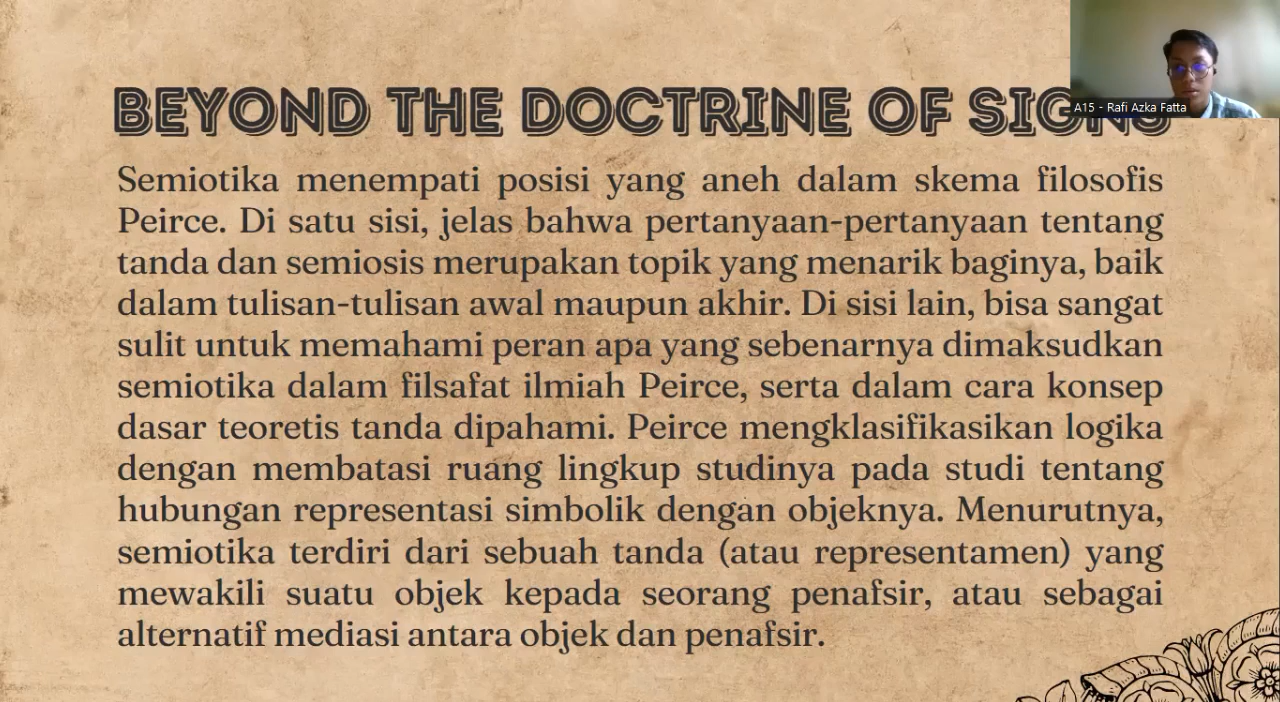 BEYOND THE DOCTRINE OF SIGNS
A15 - Rafi Azka Fatta
Semiotika menempati posisi yang aneh dalam skema filosofis
Peirce. Di satu sisi, jelas bahwa pertanyaan-pertanyaan tentang
tanda dan semiosis merupakan topik yang menarik baginya, baik
dalam tulisan-tulisan awal maupun akhir. Di sisi lain, bisa sangat
sulit untuk memahami peran apa yang sebenarnya dimaksudkan
semiotika dalam filsafat ilmiah Peirce, serta dalam cara konsep
dasar teoretis tanda dipahami. Peirce mengklasifikasikan logika
dengan membatasi ruang lingkup studinya pada studi tentang
hubungan representasi simbolik dengan objeknya. Menurutnya,
semiotika terdiri dari sebuah tanda (atau representamen) yang
mewakili suatu objek kepada seorang penafsir, atau sebagai
alternatif mediasi antara objek dan penafsir.